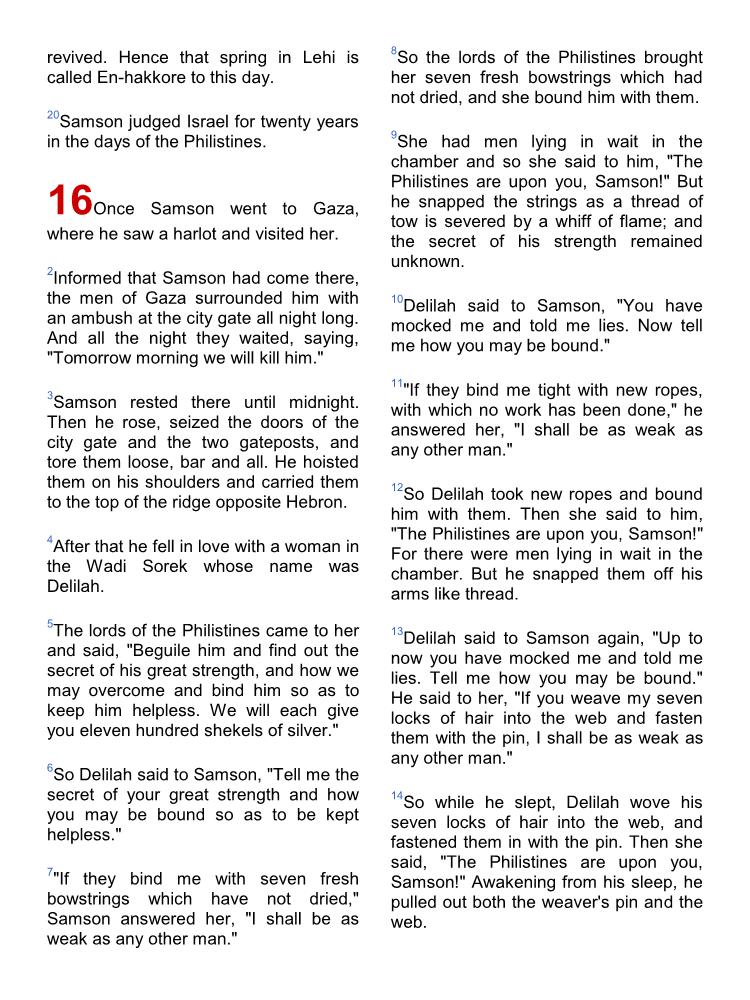 revived. Hence that spring in Lehi is
called En-hakkore to this day.
20Samson judged Israel for twenty years
in the days of the Philistines.
16Once Samson went to Gaza,
where he saw a harlot and visited her.
2Informed that Samson had come there,
the men of Gaza surrounded him with
an ambush at the city gate all night long.
And all the night they waited, saying,
"Tomorrow morning we will kill him."
3Samson rested there until midnight.
Then he rose, seized the doors of the
city gate and the two gateposts, and
tore them loose, bar and all. He hoisted
them on his shoulders and carried them
to the top of the ridge opposite Hebron.
4After that he fell in love with a woman in
the Wadi Sorek whose name was
Delilah.
5The lords of the Philistines came to her
and said, "Beguile him and find out the
secret of his great strength, and how we
may overcome and bind him so as to
keep him helpless. We will each give
you eleven hundred shekels of silver."
6So Delilah said to Samson, "Tell me the
secret of your great strength and how
you may be bound so as to be kept
helpless."
7"If they bind me with seven fresh
bowstrings which have not dried,"
Samson answered her, "I shall be as
weak as any other man."
8So the lords of the Philistines brought
her seven fresh bowstrings which had
not dried, and she bound him with them.
9She had men lying in wait in the
chamber and so she said to him, "The
Philistines are upon you, Samson!" But
he snapped the strings as a thread of
tow is severed by a whiff of flame; and
the secret of his strength remained
unknown.
10Delilah said to Samson, "You have
mocked me and told me lies. Now tell
me how you may be bound."
11"If they bind me tight with new ropes,
with which no work has been done," he
answered her, "I shall be as weak as
any other man."
12So Delilah took new ropes and bound
him with them. Then she said to him,
"The Philistines are upon you, Samson!"
For there were men lying in wait in the
chamber. But he snapped them off his
arms like thread.
13Delilah said to Samson again, "Up to
now you have mocked me and told me
lies. Tell me how you may be bound."
He said to her, "If you weave my seven
locks of hair into the web and fasten
them with the pin, I shall be as weak as
any other man."
14So while he slept, Delilah wove his
seven locks of hair into the web, and
fastened them in with the pin. Then she
said, "The Philistines are upon you,
Samson!" Awakening from his sleep, he
pulled out both the weaver's pin and the
web.